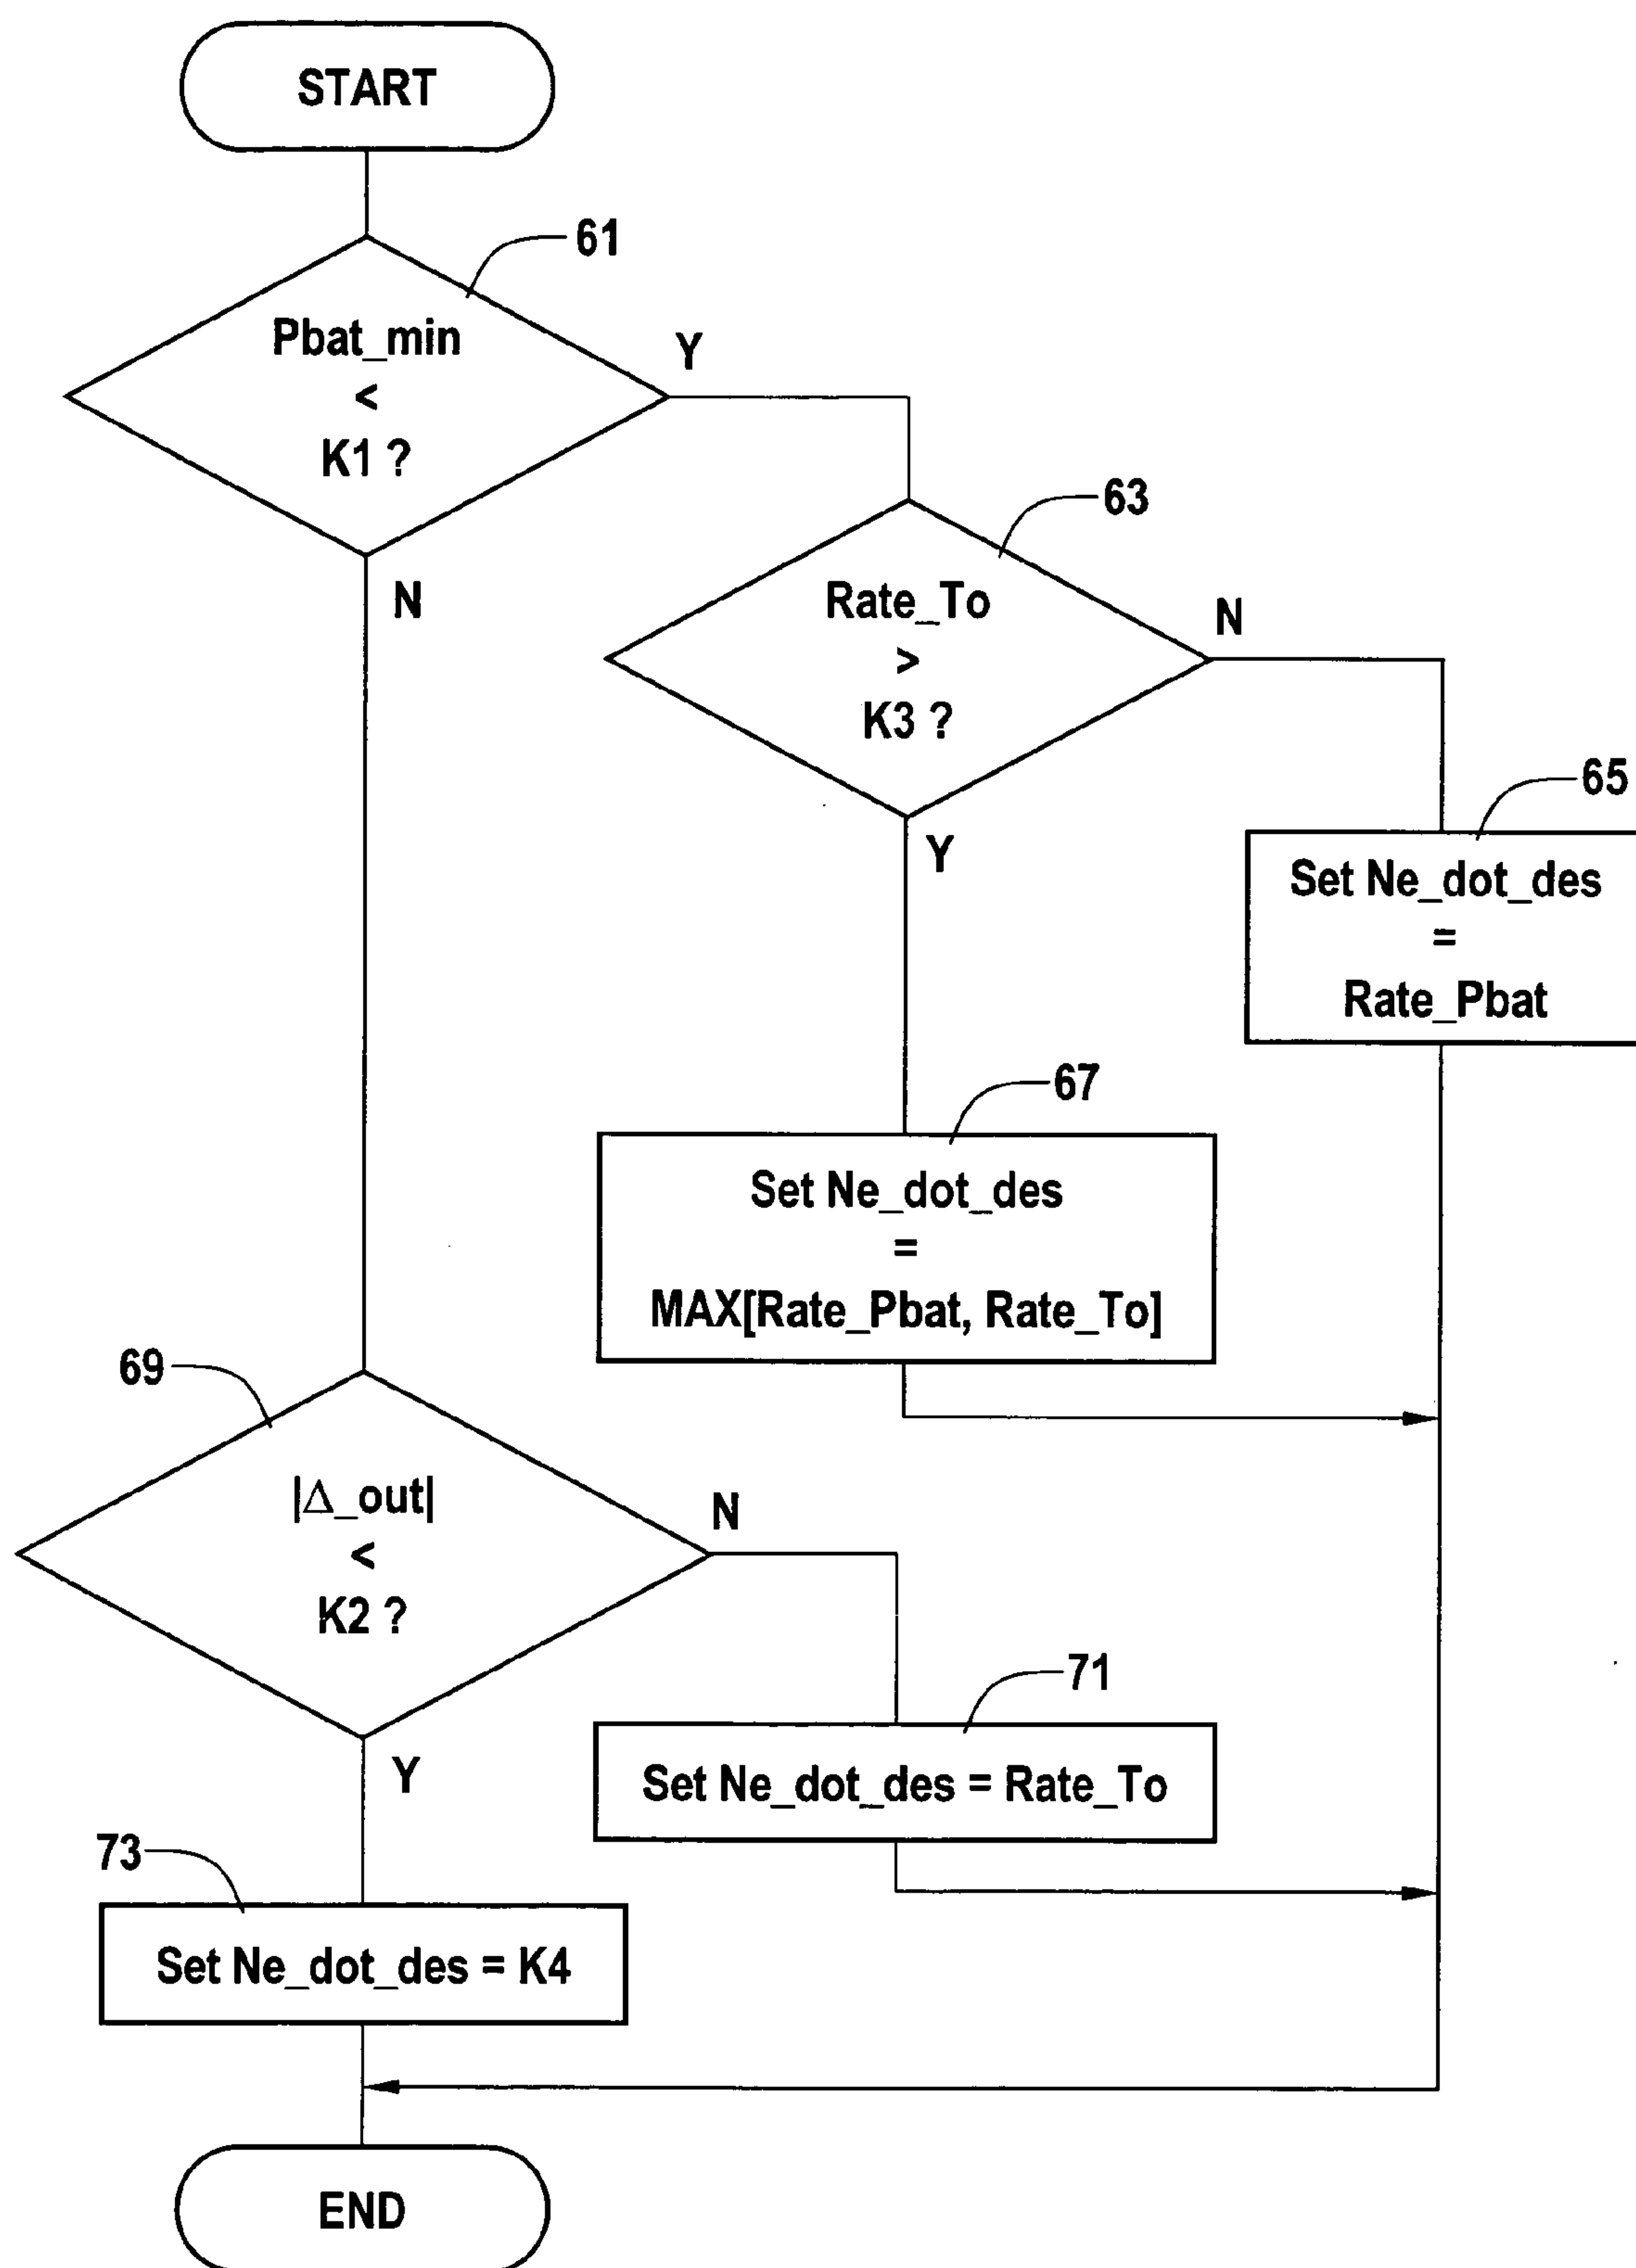 START
61
Pbat_min
<
K1 ?
Y
N
63
Rate_To
>
K3 ?
N
Y
65
Set Ne_dot_des
=
Rate_Pbat
67
Set Ne_dot_des
=
MAX[Rate_Pbat, Rate_To]
69
|Δ_out|
<
K2 ?
N
Y
71
Set Ne_dot_des = Rate_To
73
Set Ne_dot_des = K4
END